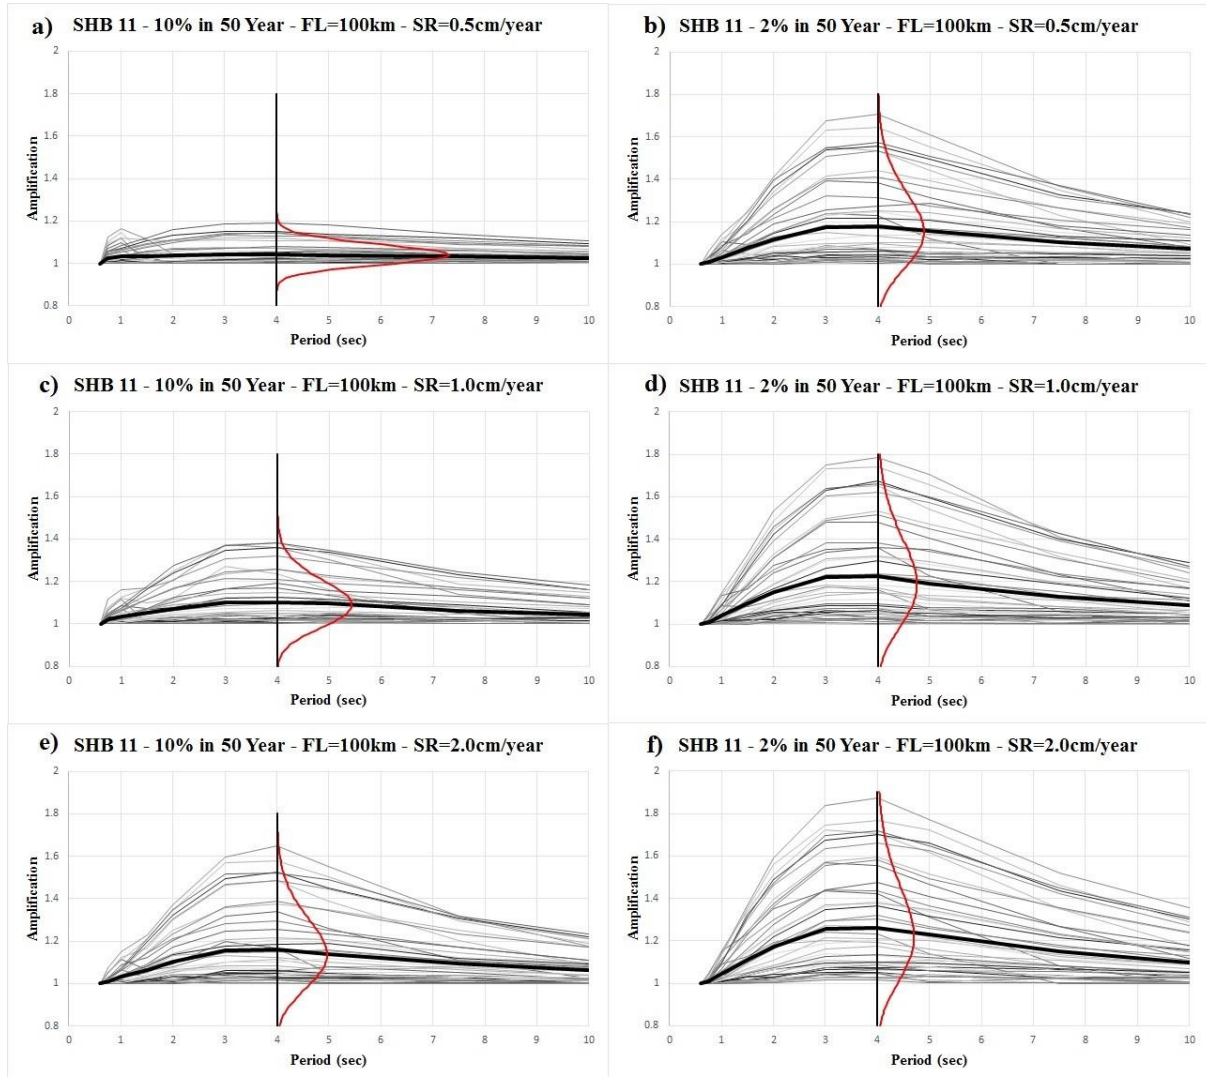 a) SHB 11 - 10% in 50 Year - FL=100km - SR=0.5cm/year
2
1.8
1.6
1.4
1.2
1
0.8
Amplification
0 1 2 3 4 5 6 7 8 9 10
Period (sec)
b) SHB 11 - 2% in 50 Year - FL=100km - SR=0.5cm/year
2
1.8
1.6
1.4
1.2
1
0.8
Amplification
0 1 2 3 4 5 6 7 8 9 10
Period (sec)
c) SHB 11 - 10% in 50 Year - FL=100km - SR=1.0cm/year
2
1.8
1.6
1.4
1.2
1
0.8
Amplification
0 1 2 3 4 5 6 7 8 9 10
Period (sec)
d) SHB 11 - 2% in 50 Year - FL=100km - SR=1.0cm/year
2
1.8
1.6
1.4
1.2
1
0.8
Amplification
0 1 2 3 4 5 6 7 8 9 10
Period (sec)
e) SHB 11 - 10% in 50 Year - FL=100km - SR=2.0cm/year
2
1.8
1.6
1.4
1.2
1
0.8
Amplification
0 1 2 3 4 5 6 7 8 9 10
Period (sec)
f) SHB 11 - 2% in 50 Year - FL=100km - SR=2.0cm/year
2
1.8
1.6
1.4
1.2
1
0.8
Amplification
0 1 2 3 4 5 6 7 8 9 10
Period (sec)